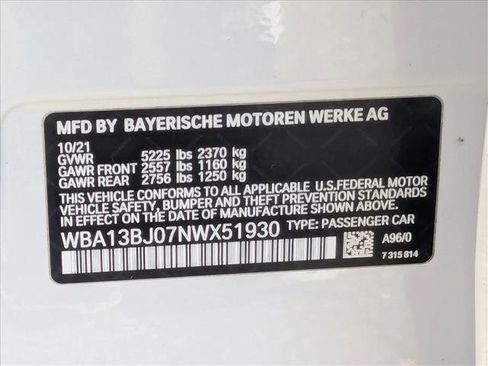 MFD BY BAYERISCHE MOTOREN WERKE AG
10/21
GVWR 5225 lbs 2370 kg
GAWR FRONT 2557 lbs 1160 kg
GAWR REAR 2756 lbs 1250 kg
THIS VEHICLE CONFORMS TO ALL APPLICABLE U.S.FEDERAL MOTOR
VEHICLE SAFETY, BUMPER AND THEFT PREVENTION STANDARDS IN
EFFECT ON THE DATE OF MANUFACTURE SHOWN ABOVE.
WBA13BJ07NWX51930 TYPE: PASSENGER CAR
A96/0
7 315 814